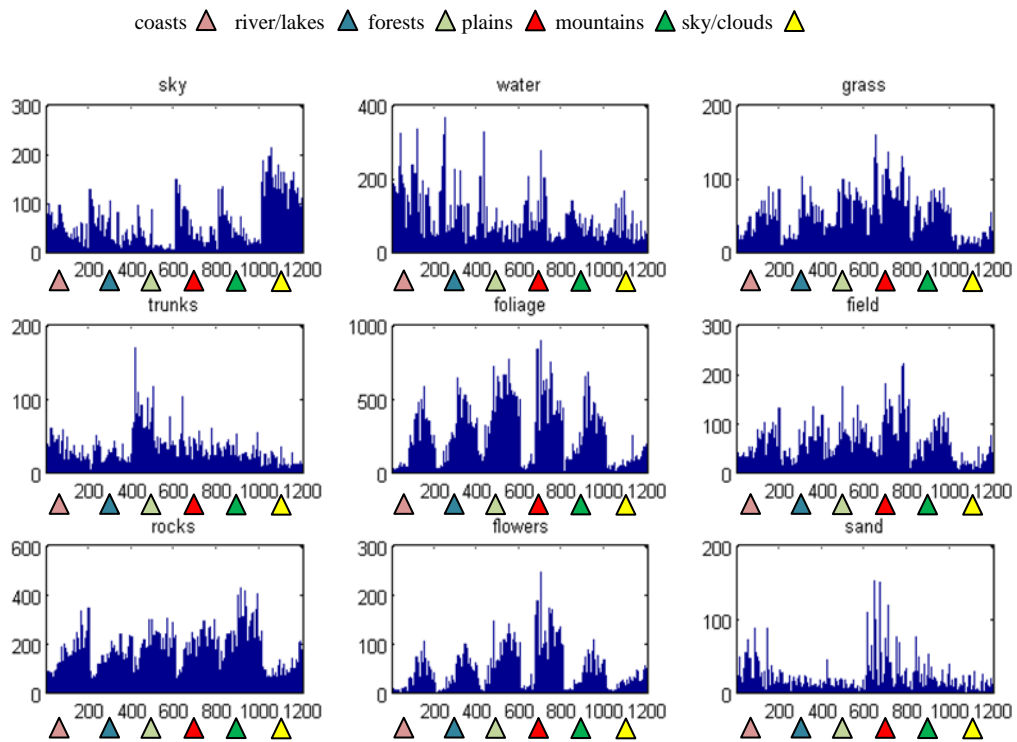 coasts river/lakes forests plains mountains sky/clouds
sky water grass
300 400 200
200
200 100
100
0 0 0
200 400 600 800 1000 1200 200 400 600 800 1000 1200 200 400 600 800 1000 1200
trunks foliage field
200 1000 300
200
100 500
100
0 0 0
200 400 600 800 1000 1200 200 400 600 800 1000 1200 200 400 600 800 1000 1200
rocks flowers sand
600 300 200
400 200
100
200 100
0 0 0
200 400 600 800 1000 1200 200 400 600 800 1000 1200 200 400 600 800 1000 1200